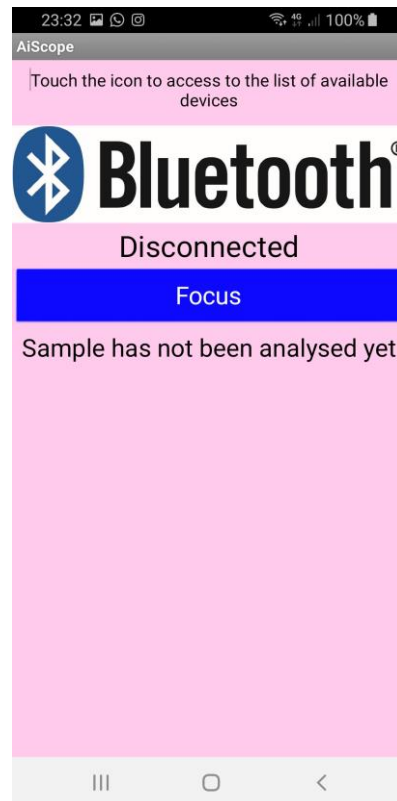 23:32 4G 100%
AiScope
Touch the icon to access to the list of available
devices
Bluetooth®
Disconnected
Focus
Sample has not been analysed yet